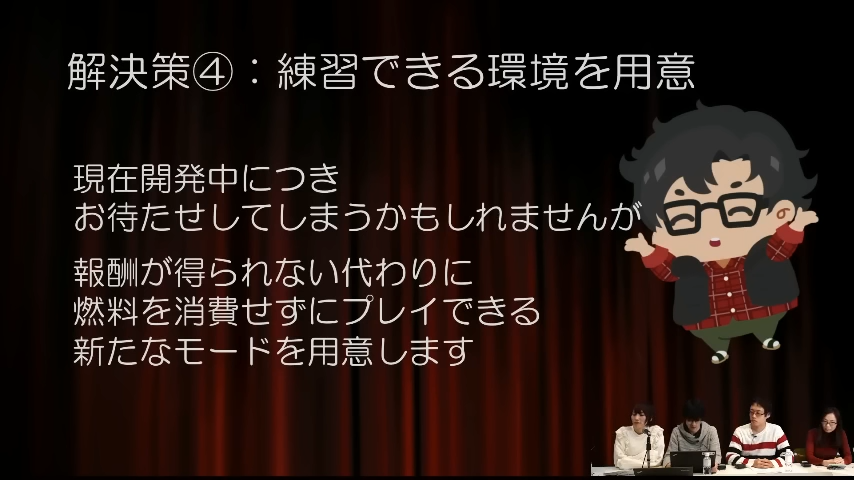 解決策④：練習できる環境を用意
現在開発中につき
お待たせしてしまうかもしれませんが
報酬が得られない代わりに
燃料を消費せずにプレイできる
新たなモードを用意します